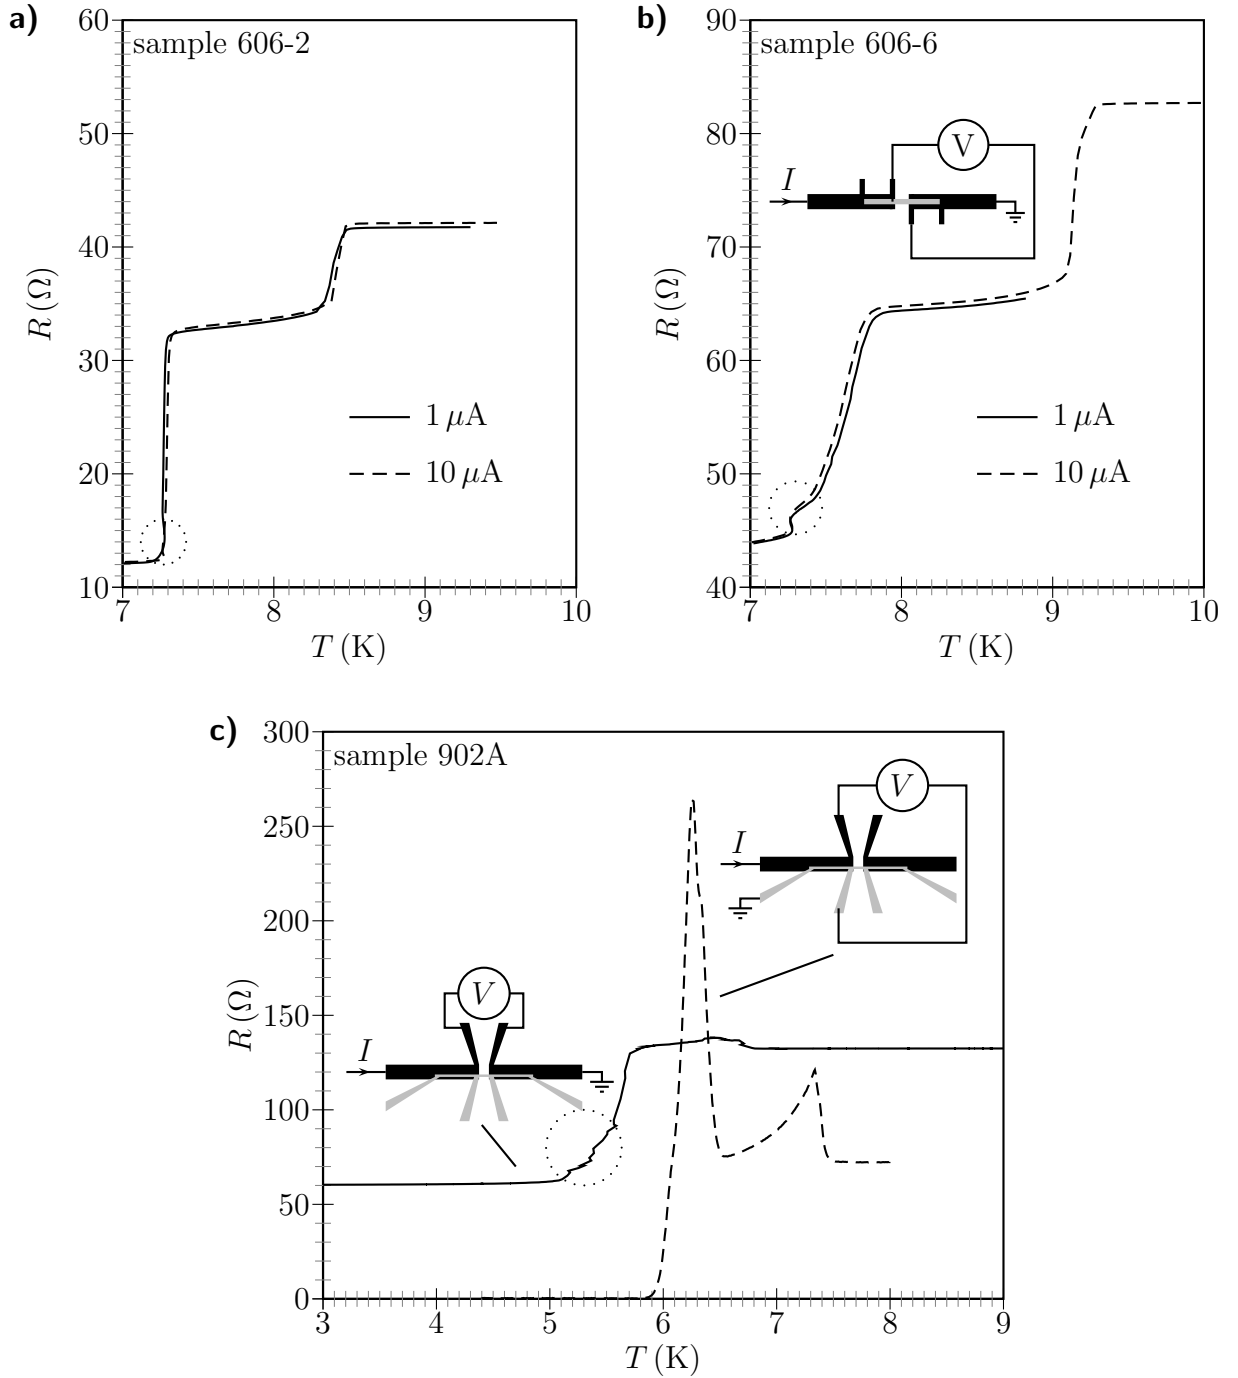 a)
sample 606-2
60
50
40
30
20
10
R (Ω)
1 μA
10 μA
7 8 9 10
T (K)
b)
sample 606-6
90
80
70
60
50
40
R (Ω)
V
I
1 μA
10 μA
7 8 9 10
T (K)
c)
sample 902A
300
250
200
150
100
50
0
R (Ω)
V
I
V
I
3 4 5 6 7 8 9
T (K)